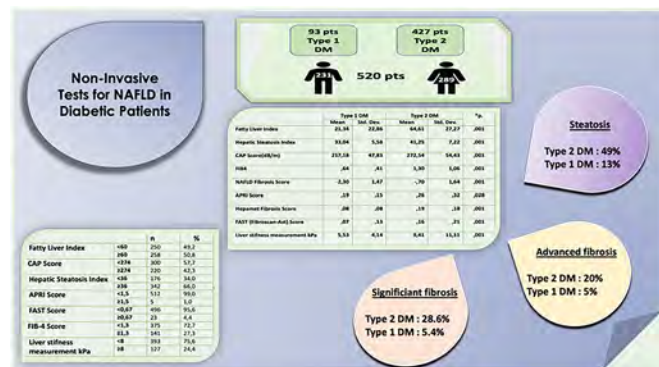 Non-Invasive
Tests for NAFLD in
Diabetic Patients
93 pts
Type 1
DM
427 pts
Type 2
DM
231
520 pts
289
Type 1 DM Type 2 DM *p.
Mean Std. Dev. Mean Std. Dev.
Fatty Liver Index 21,34 22,86 64,61 27,27 ,001
Hepatic Steatosis Index 33,04 5,58 41,25 7,22 ,001
CAP Score(dB/m) 217,18 47,83 272,54 54,43 ,001
FIB4 ,64 ,41 1,30 1,06 ,001
NAFLD Fibrosis Score -2,30 1,47 -,70 1,64 ,001
APRI Score ,19 ,15 ,26 ,32 ,028
Hepamet Fibrosis Score ,08 ,08 ,19 ,18 ,001
FAST (Fibroscan-Ast) Score ,07 ,13 ,16 ,21 ,001
Liver stifness measurement kPa 5,53 4,14 8,41 11,11 ,001
Steatosis
Type 2 DM : 49%
Type 1 DM : 13%
Advanced fibrosis
Type 2 DM : 20%
Type 1 DM : 5%
Significiant fibrosis
Type 2 DM : 28.6%
Type 1 DM : 5.4%
n %
Fatty Liver Index <60 250 49,2
≥60 258 50,8
CAP Score <274 300 57,7
≥274 220 42,3
Hepatic Steatosis Index <36 176 34,0
≥36 342 66,0
APRI Score <1,5 512 99,0
≥1,5 5 1,0
FAST Score <0,67 496 95,6
≥0,67 23 4,4
FIB-4 Score <1,3 375 72,7
≥1,3 141 27,3
Liver stifness <8 393 75,6
measurement kPa ≥8 127 24,4